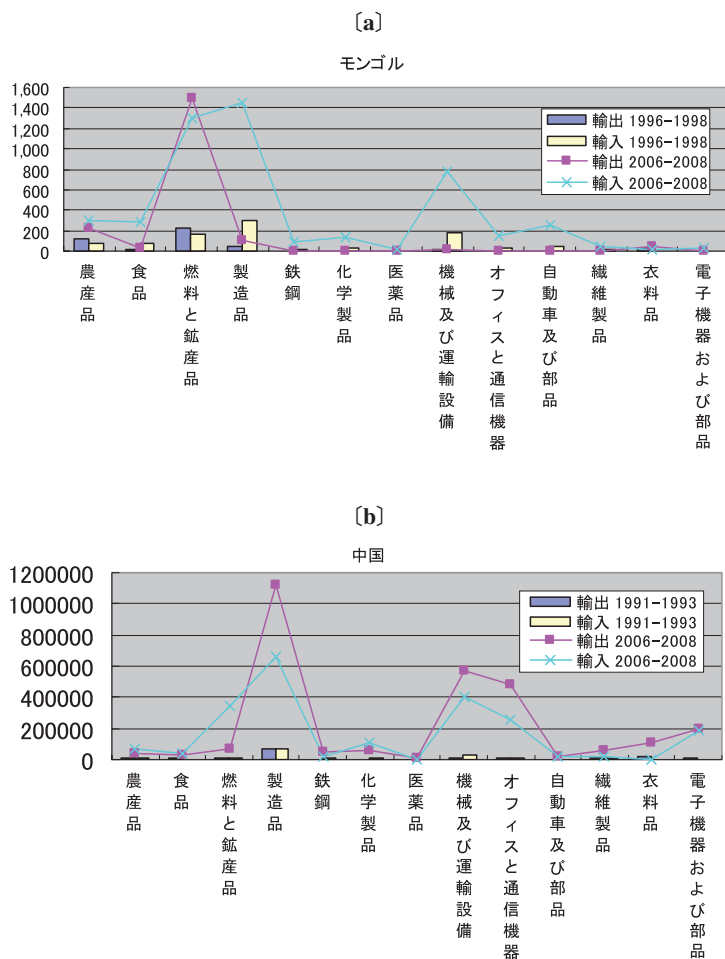 〔a〕
モンゴル
1,600
1,400
1,200
1,000
800
600
400
200
0
輸出 1996-1998
輸入 1996-1998
輸出 2006-2008
輸入 2006-2008
農産品
食品
燃料と鉱産品
製造品
鉄鋼
化学製品
医薬品
機械及び運輸設備
オフィスと通信機器
自動車及び部品
繊維製品
衣料品
電子機器および部品
〔b〕
中国
1200000
1000000
800000
600000
400000
200000
0
輸出 1991-1993
輸入 1991-1993
輸出 2006-2008
輸入 2006-2008
農産品
食品
燃料と鉱産品
製造品
鉄鋼
化学製品
医薬品
機械及び運輸設備
オフィスと通信機器
自動車及び部品
繊維製品
衣料品
電子機器および部品